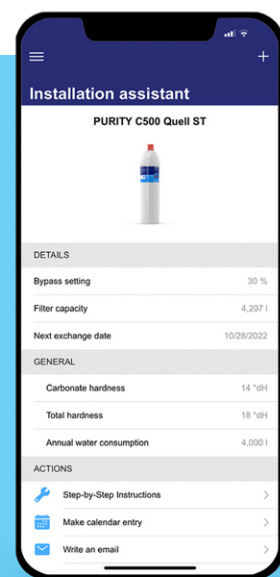 Installation assistant
PURITY C500 Quell ST
DETAILS
Bypass setting 30 %
Filter capacity 4,207 l
Next exchange date 10/28/2022
GENERAL
Carbonate hardness 14 °dH
Total hardness 18 °dH
Annual water consumption 4,000 l
ACTIONS
Step-by-Step Instructions
Make calendar entry
Write an email